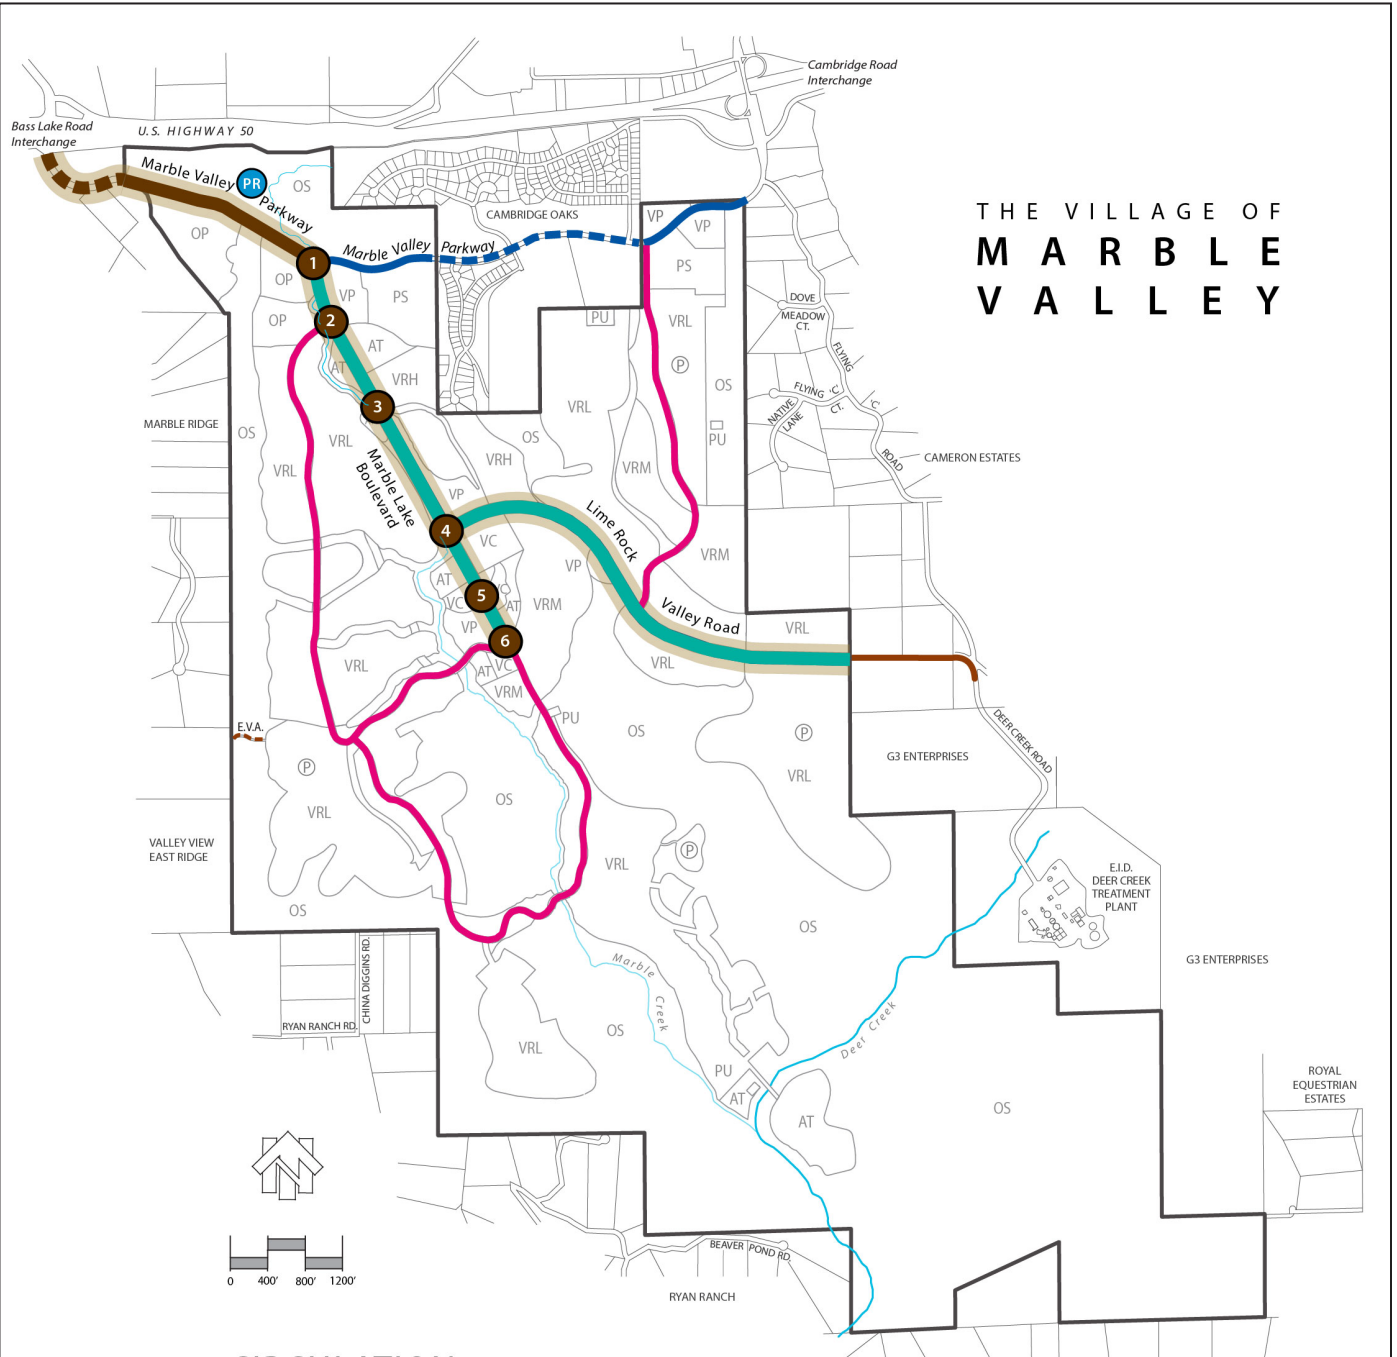 Cambridge Road
Interchange
Bass Lake Road
Interchange
U.S. HIGHWAY 50
THE VILLAGE OF
MARBLE
VALLEY
Marble Valley
Parkway
PR
OS
OP
CAMBRIDGE OAKS
VP
VP
Marble Valley
Parkway
1
OP
VP
PS
PS
DOVE
MEADOW
CT.
OP
2
AT
AT
PU
VRL
P
FLYING
'C'
ROAD
VRH
3
OS
FLYING 'C'
CT.
NATIVE
LANE
VRL
MARBLE RIDGE
OS
VRL
VRL
OS
VRH
PU
VRM
CAMERON ESTATES
Marble Lake
Boulevard
VP
4
VC
Lime Rock
Valley Road
VRM
VP
AT
VC
5
AT
VRM
VP
6
VRL
VRL
VRL
AT
VC
VRM
PU
OS
E.V.A.
P
VRL
P
VRL
DEER CREEK ROAD
G3 ENTERPRISES
OS
VALLEY VIEW
EAST RIDGE
P
VRL
E.I.D.
DEER CREEK
TREATMENT
PLANT
OS
OS
G3 ENTERPRISES
CHINA DIGGINS RD.
RYAN RANCH RD.
Marble
Creek
Deer Creek
OS
VRL
PU
AT
AT
OS
ROYAL
EQUESTRIAN
ESTATES
BEAVER POND RD.
RYAN RANCH
0 400' 800' 1200'